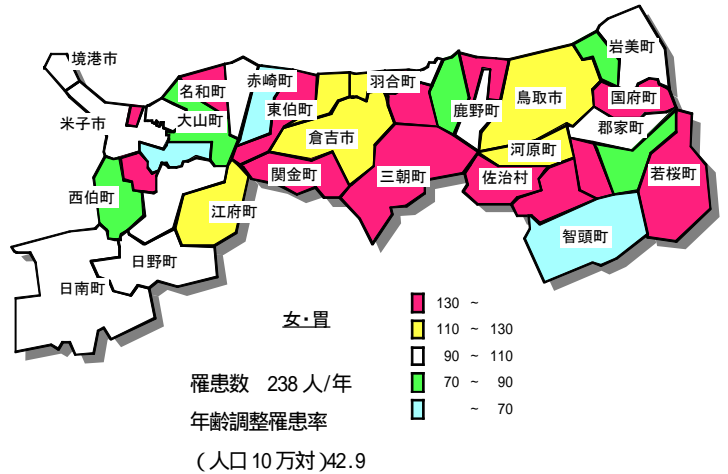 境港市
米子市
名和町
大山町
赤崎町
東伯町
羽合町
鹿野町
鳥取市
岩美町
国府町
郡家町
倉吉市
河原町
関金町
三朝町
佐治村
若桜町
西伯町
江府町
智頭町
日野町
日南町
女・胃
罹患数 238 人/年
年齢調整罹患率
(人口10万対)42.9
130 ~
110 ~ 130
90 ~ 110
70 ~ 90
~ 70